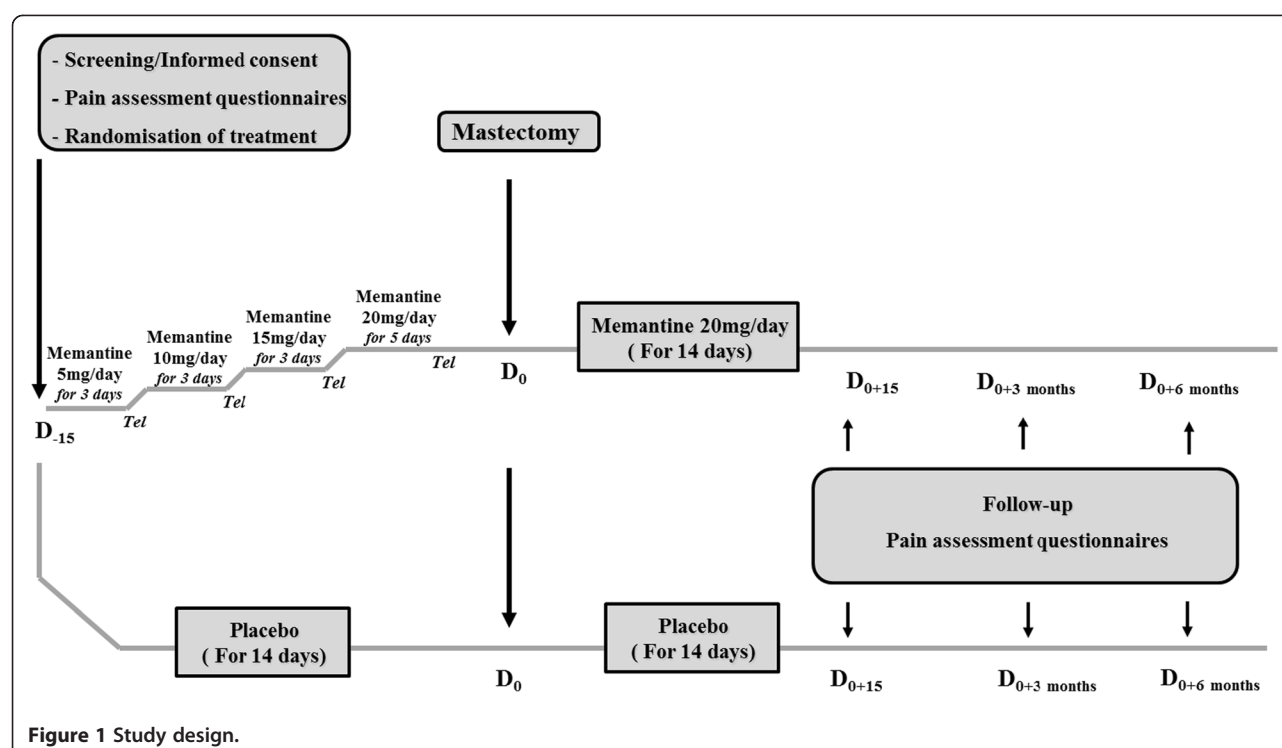 - Screening/Informed consent
- Pain assessment questionnaires
- Randomisation of treatment
Mastectomy
Memantine
5mg/day
for 3 days
Tel
Memantine
10mg/day
for 3 days
Tel
Memantine
15mg/day
for 3 days
Tel
Memantine
20mg/day
for 5 days
Tel
D-15
D0
Memantine 20mg/day
( For 14 days)
D0+15
D0+3 months
D0+6 months
Follow-up
Pain assessment questionnaires
Placebo
( For 14 days)
D0
Placebo
( For 14 days)
D0+15
D0+3 months
D0+6 months
Figure 1 Study design.